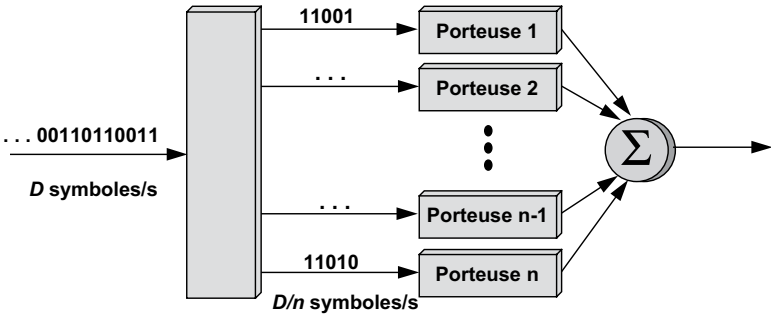 11001
Porteuse 1
. . .
Porteuse 2
. . . 00110110011
D symboles/s
Σ
. . .
Porteuse n-1
11010
Porteuse n
D/n symboles/s